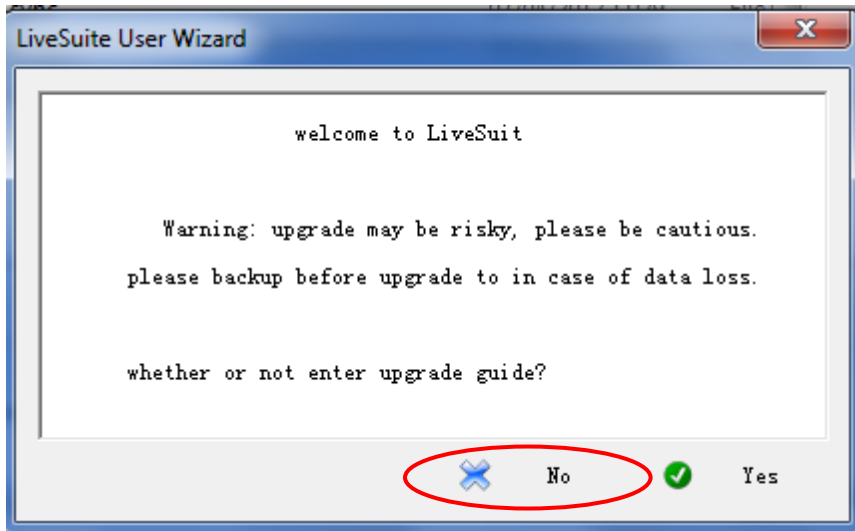 LiveSuite User Wizard
welcome to LiveSuit
Warning: upgrade may be risky, please be cautious.
please backup before upgrade to in case of data loss.
whether or not enter upgrade guide?
No Yes